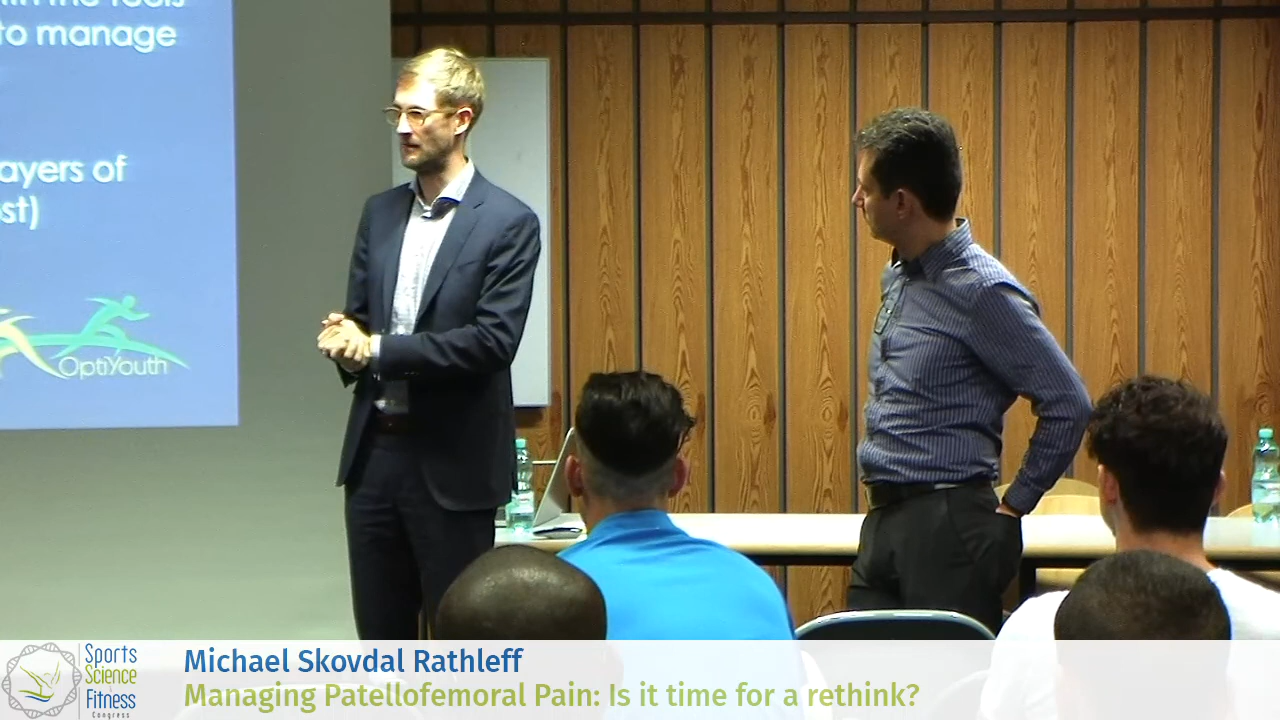 to manage
ayers of
st)
OptiYouth
Sports
Science
Fitness
Congress
Michael Skovdal Rathleff
Managing Patellofemoral Pain: Is it time for a rethink?